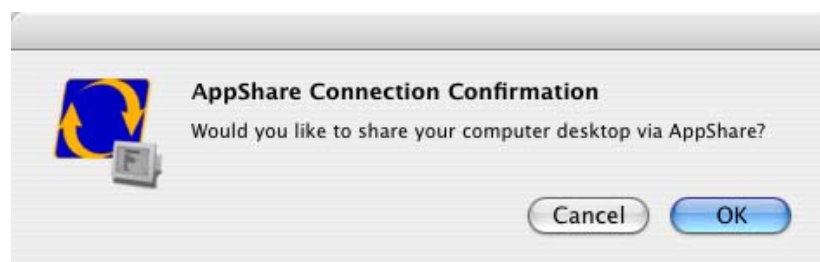 AppShare Connection Confirmation
Would you like to share your computer desktop via AppShare?
F
Cancel OK